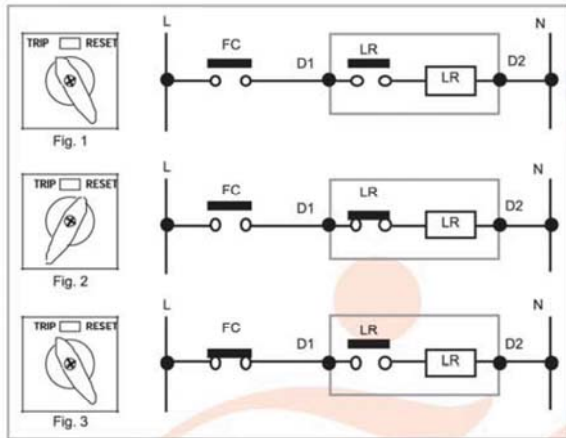 L N
FC D1 LR D2
TRIP RESET
LR
Fig. 1
L N
FC D1 LR D2
TRIP RESET
LR
Fig. 2
L N
FC D1 LR D2
TRIP RESET
LR
Fig. 3